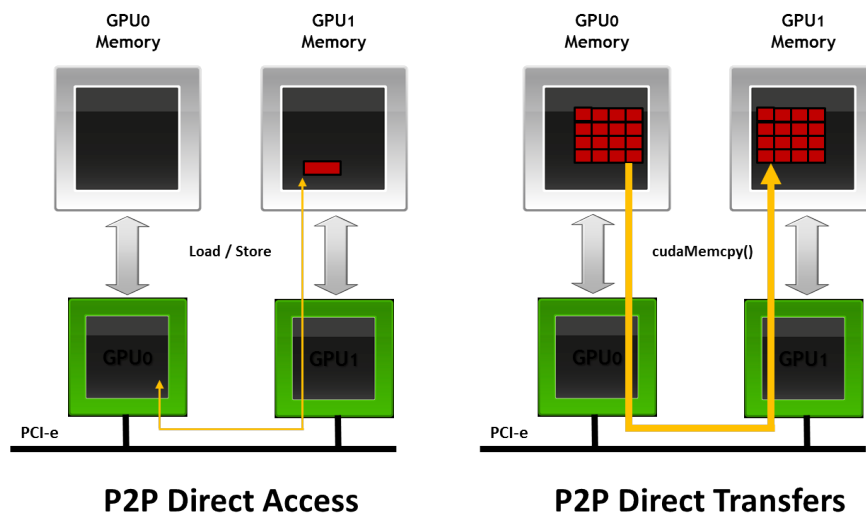 GPU0
Memory
GPU1
Memory
Load / Store
GPU0
GPU1
PCI-e
P2P Direct Access
GPU0
Memory
GPU1
Memory
cudaMemcpy()
GPU0
GPU1
PCI-e
P2P Direct Transfers